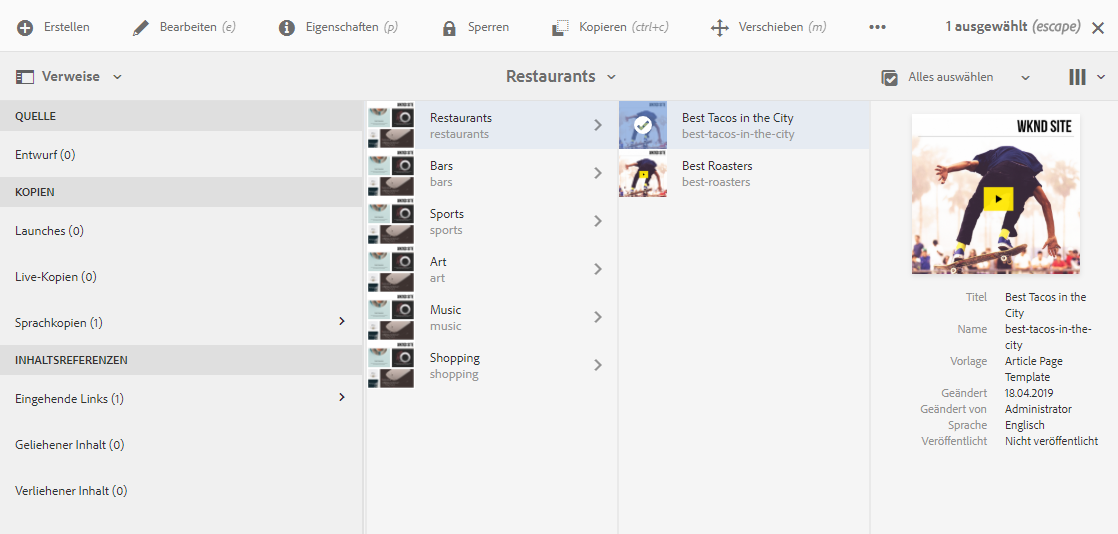 Erstellen
Bearbeiten (e)
Eigenschaften (p)
Sperren
Kopieren (ctrl+c)
Verschieben (m)
1 ausgewählt (escape)
Verweise
Restaurants
Alles auswählen
QUELLE
Entwurf (0)
KOPIEN
Launches (0)
Live-Kopien (0)
Sprachkopien (1)
INHALTSREFERENZEN
Eingehende Links (1)
Geliehener Inhalt (0)
Verliehener Inhalt (0)
Restaurants
restaurants
Bars
bars
Sports
sports
Art
art
Music
music
Shopping
shopping
Best Tacos in the City
best-tacos-in-the-city
Best Roasters
best-roasters
WKND SITE
Titel Best Tacos in the
City
Name best-tacos-in-the-
city
Vorlage Article Page
Template
Geändert 18.04.2019
Geändert von Administrator
Sprache Englisch
Veröffentlicht Nicht veröffentlicht